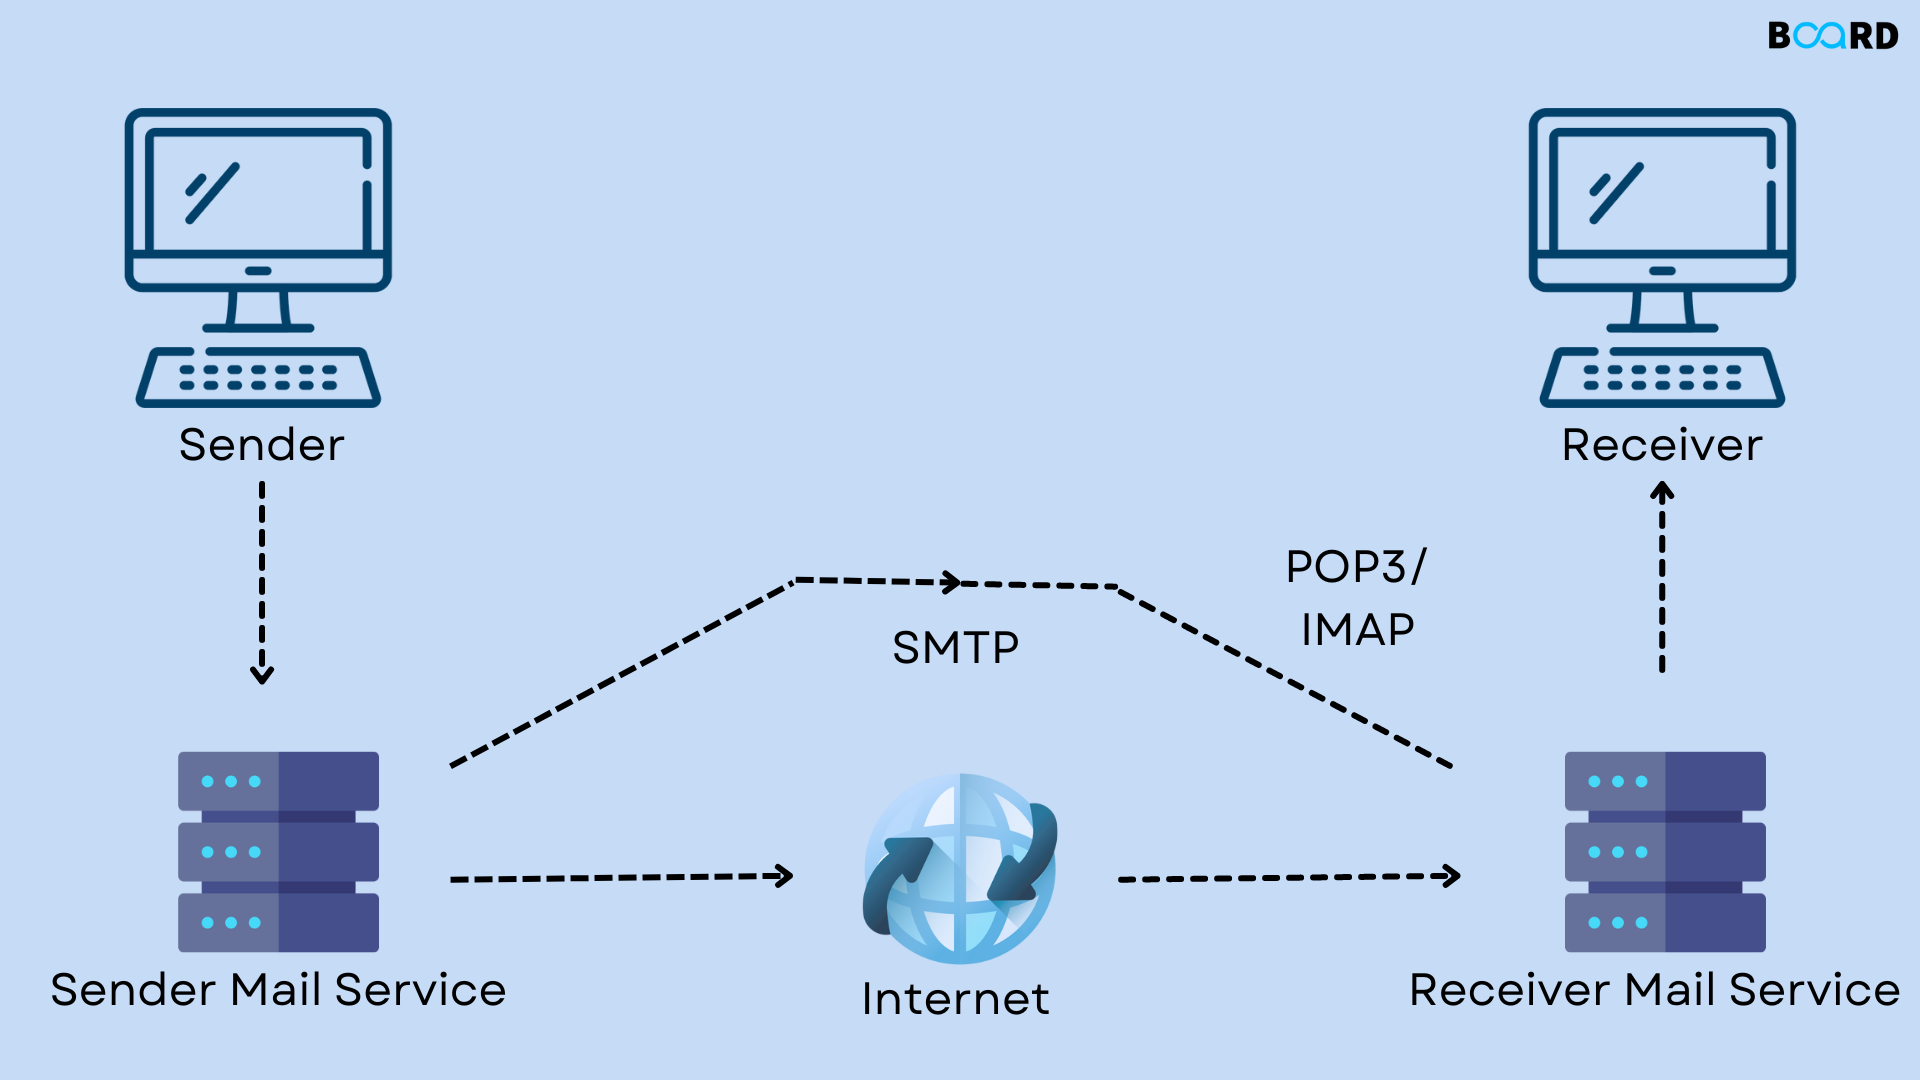 BOARD
Sender
Receiver
POP3/
IMAP
SMTP
Sender Mail Service
Internet
Receiver Mail Service